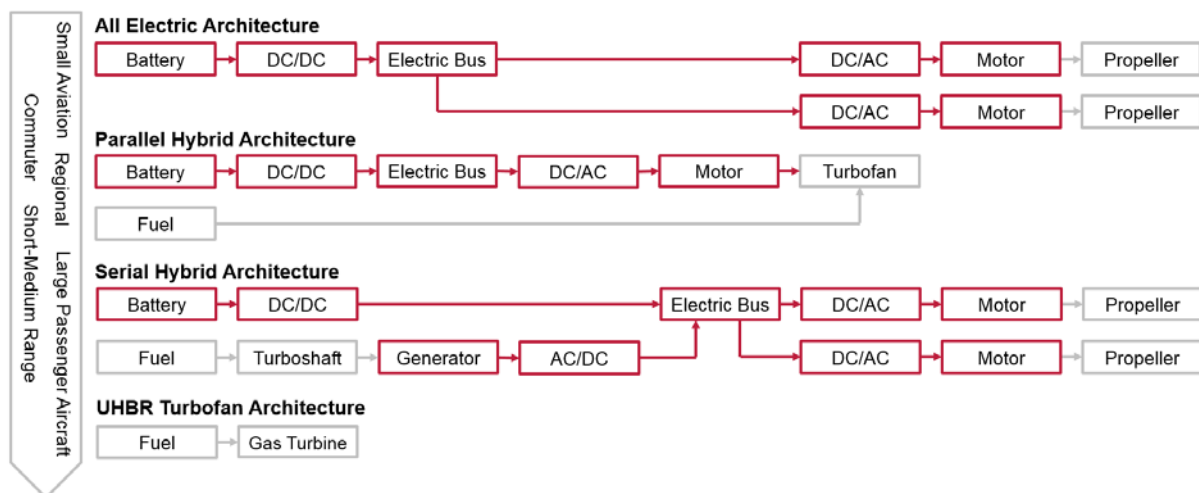 Small Aviation Regional Large Passenger Aircraft
Commuter Short-Medium Range
All Electric Architecture
Battery DC/DC Electric Bus DC/AC Motor Propeller
DC/AC Motor Propeller
Parallel Hybrid Architecture
Battery DC/DC Electric Bus DC/AC Motor Turbofan
Fuel
Serial Hybrid Architecture
Battery DC/DC Electric Bus DC/AC Motor Propeller
Fuel Turboshaft Generator AC/DC DC/AC Motor Propeller
UHBR Turbofan Architecture
Fuel Gas Turbine